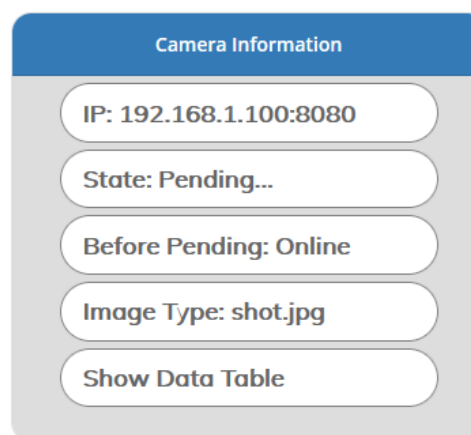 Camera Information
IP: 192.168.1.100:8080
State: Pending...
Before Pending: Online
Image Type: shot.jpg
Show Data Table